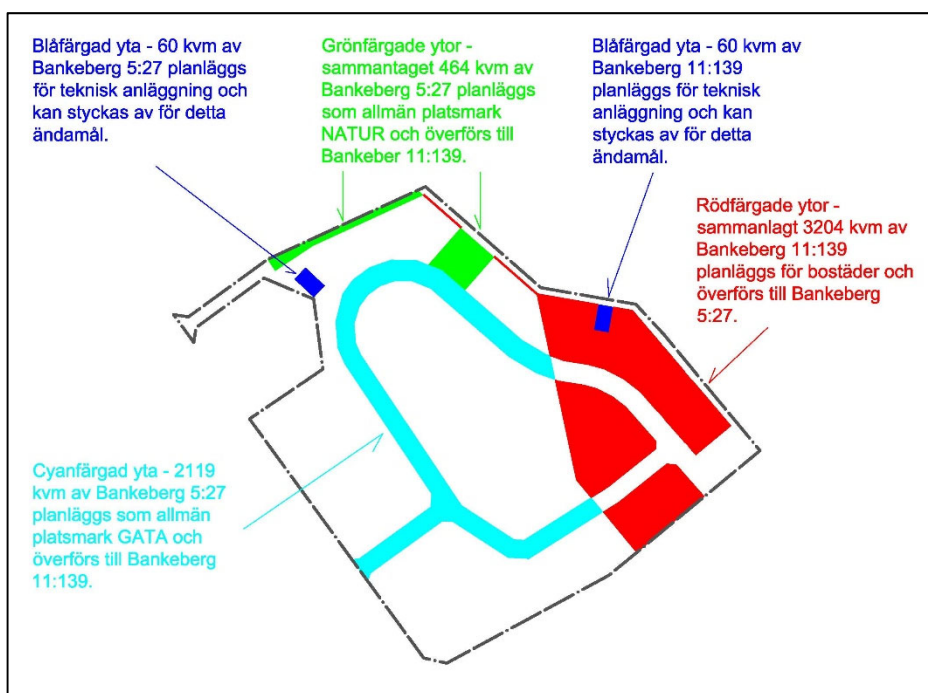 Blåfärgad yta - 60 kvm av
Bankeberg 5:27 planläggs
för teknisk anläggning och
kan styckas av för detta
ändamål.
Grönfärgade ytor -
sammantaget 464 kvm av
Bankeberg 5:27 planläggs
som allmän platsmark
NATUR och överförs till
Bankeber 11:139.
Blåfärgad yta - 60 kvm av
Bankeberg 11:139
planläggs för teknisk
anläggning och kan
styckas av för detta
ändamål.
Rödfärgade ytor -
sammanlagt 3204 kvm av
Bankeberg 11:139
planläggs för bostäder och
överförs till Bankeberg
5:27.
Cyanfärgad yta - 2119
kvm av Bankeberg 5:27
planläggs som allmän
platsmark GATA och
överförs till Bankeberg
11:139.